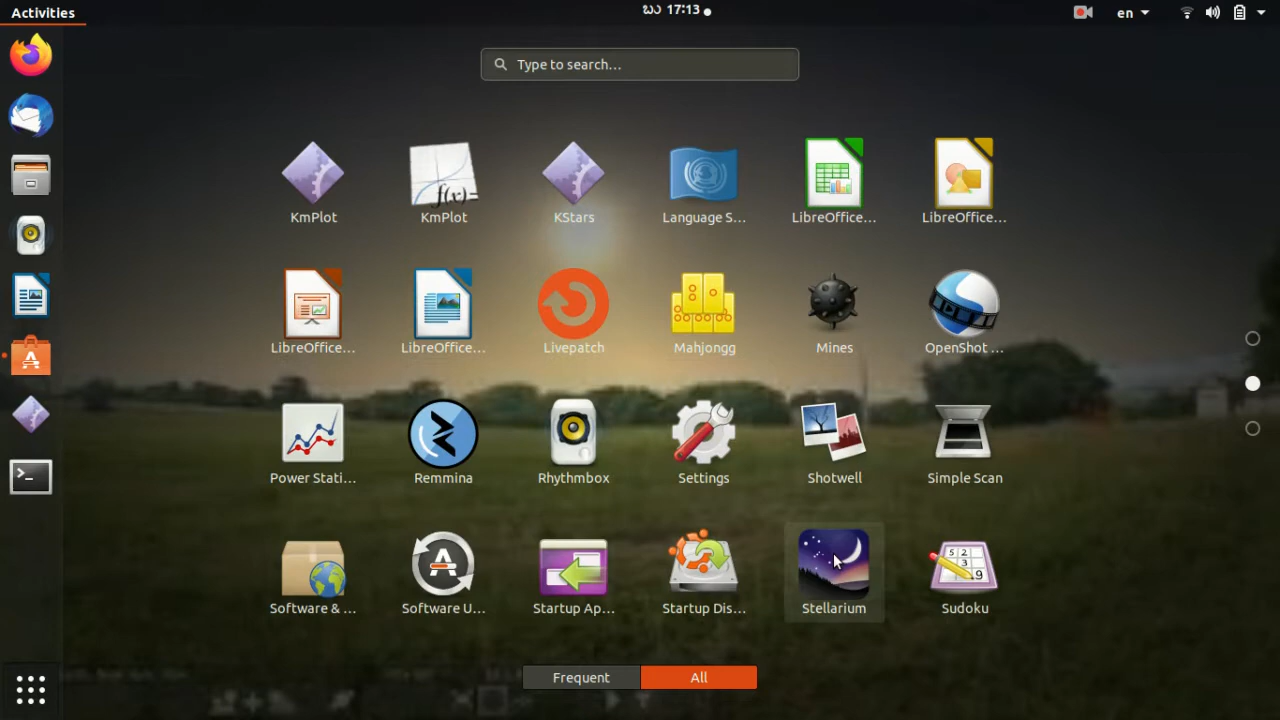 Activities
බා 17:13
en
Type to search...
KmPlot
KmPlot
KStars
Language S...
LibreOffice...
LibreOffice...
LibreOffice...
LibreOffice...
Livepatch
Mahjongg
Mines
OpenShot ...
Power Stati...
Remmina
Rhythmbox
Settings
Shotwell
Simple Scan
Software & ...
Software U...
Startup Ap...
Startup Dis...
Stellarium
Sudoku
Frequent
All